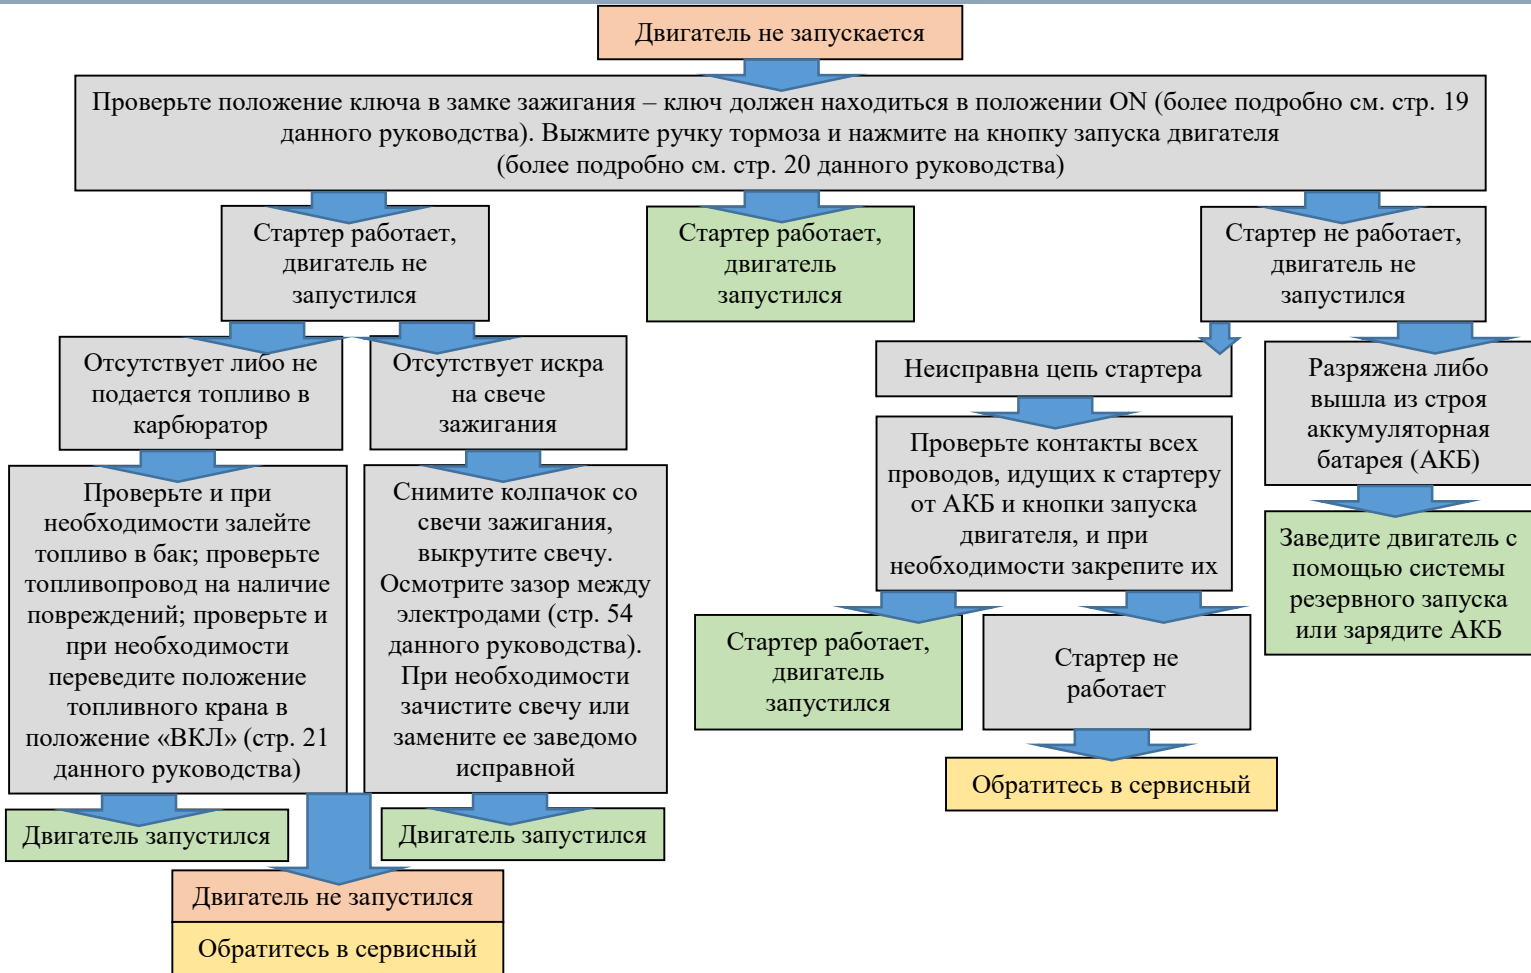 Двигатель не запускается
Проверьте положение ключа в замке зажигания – ключ должен находиться в положении ON (более подробно см. стр. 19
данного руководства). Выжмите ручку тормоза и нажмите на кнопку запуска двигателя
(более подробно см. стр. 20 данного руководства)
Стартер работает,
двигатель не
запустился
Стартер работает,
двигатель
запустился
Стартер не работает,
двигатель не
запустился
Отсутствует либо не
подается топливо в
карбюратор
Отсутствует искра
на свече
зажигания
Неисправна цепь стартера
Разряжена либо
вышла из строя
аккумуляторная
батарея (АКБ)
Проверьте и при
необходимости залейте
топливо в бак; проверьте
топливопровод на наличие
повреждений; проверьте и
при необходимости
переведите положение
топливного крана в
положение «ВКЛ» (стр. 21
данного руководства)
Снимите колпачок со
свечи зажигания,
выкрутите свечу.
Осмотрите зазор между
электродами (стр. 54
данного руководства).
При необходимости
зачистите свечу или
замените ее заведомо
исправной
Проверьте контакты всех
проводов, идущих к стартеру
от АКБ и кнопки запуска
двигателя, и при
необходимости закрепите их
Заведите двигатель с
помощью системы
резервного запуска
или зарядите АКБ
Стартер работает,
двигатель
запустился
Стартер не
работает
Обратитесь в сервисный
Двигатель запустился
Двигатель запустился
Двигатель не запустился
Обратитесь в сервисный